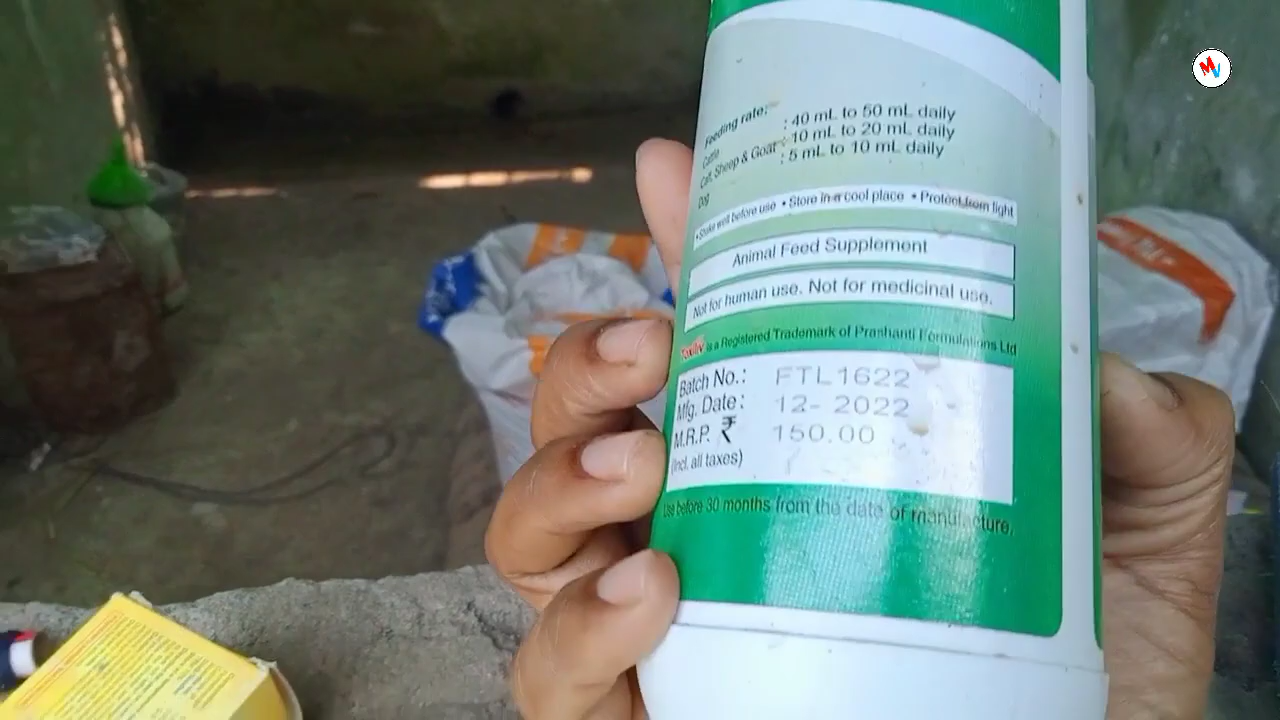 Feeding rate:
Cattle : 40 mL to 50 mL daily
Calf, Sheep & Goat : 10 mL to 20 mL daily
Dog : 5 mL to 10 mL daily
•Shake well before use •Store in a cool place •Protect from light
Animal Feed Supplement
Not for human use. Not for medicinal use.
is a Registered Trademark of Prashanti Formulations Ltd
Batch No.: FTL1622
Mfg. Date: 12- 2022
M.R.P. ₹ 150.00
(Incl. all taxes)
Use before 30 months from the date of manufacture.
MV